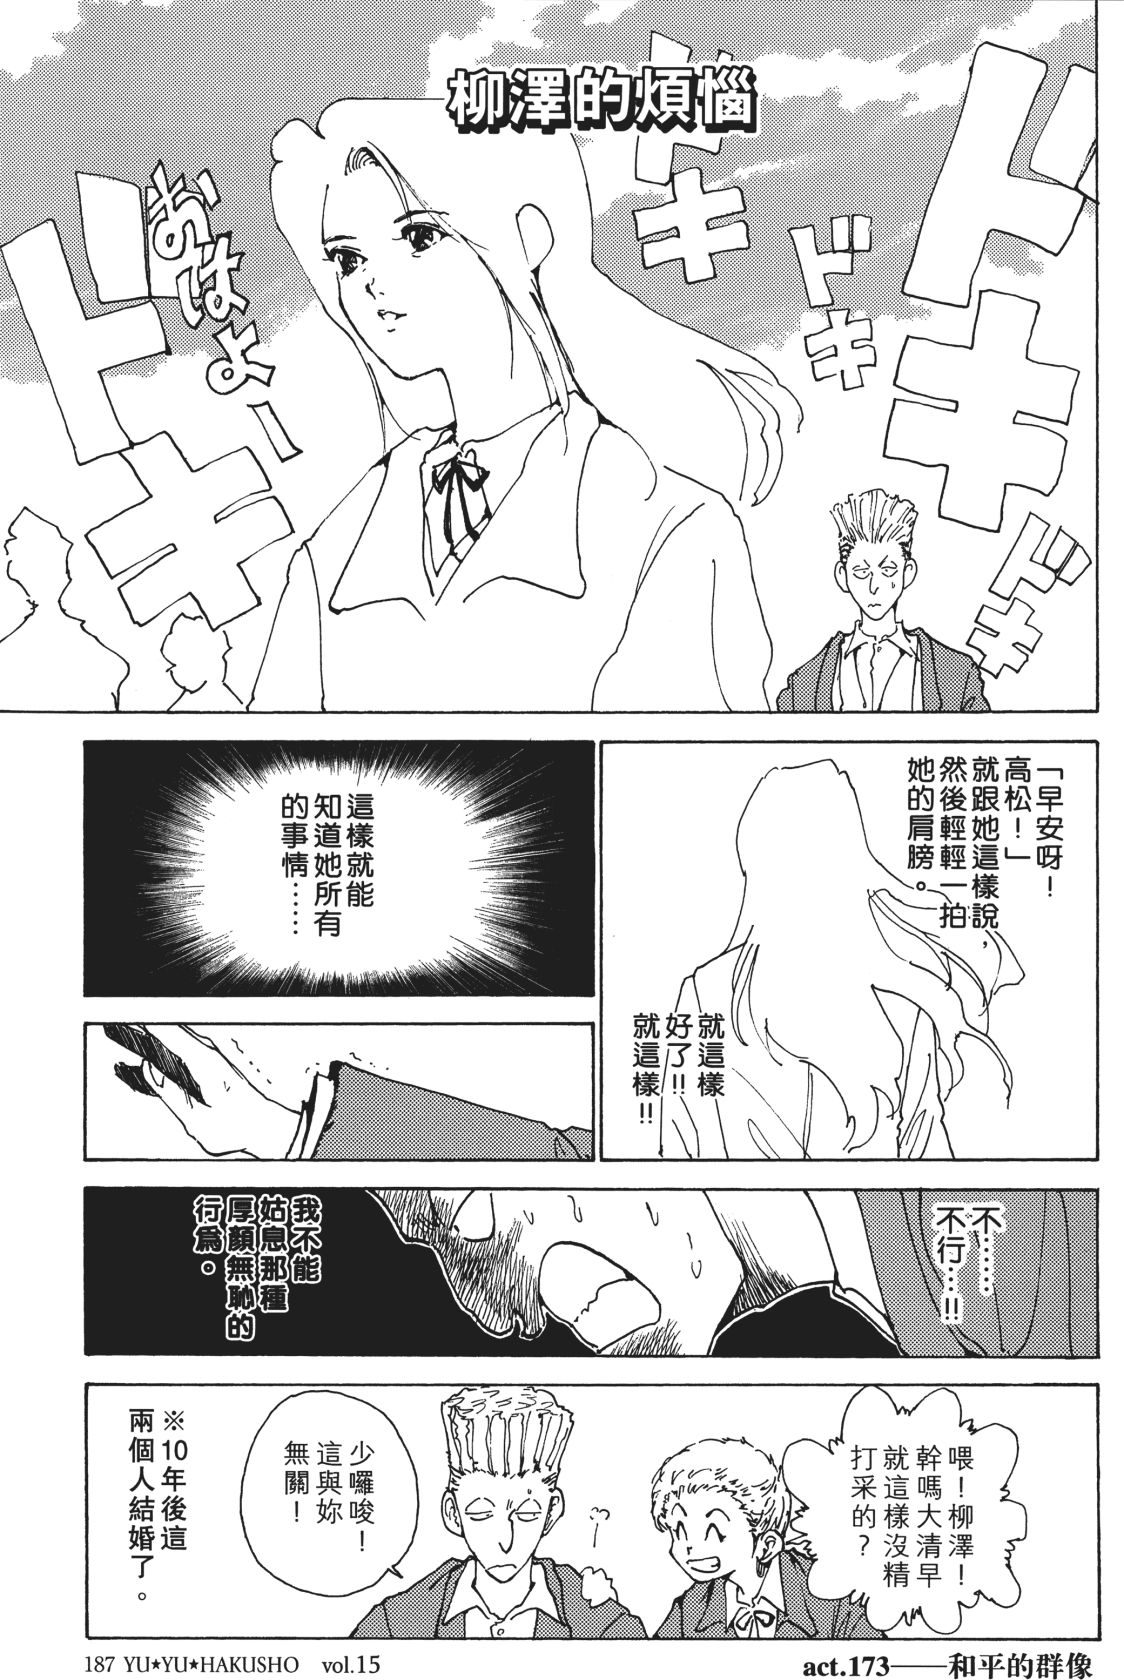 柳澤的煩惱
ドキ
ドキ
ドキ
ドキ
おはよー
ドキ
「早安呀！
高松！」
就跟她這樣說，
然後輕輕一拍
她的肩膀。
就這樣
好了!!
就這樣!!
這樣就能
知道她所有
的事情……
不……
不行…!!
我不能
姑息那種
厚顏無恥的
行為。
喂！柳澤！
幹嗎大清早
就這樣沒精
打采的？
少囉唆！
這與妳
無關！
※10年後這
兩個人結婚了。
187 YU★YU★HAKUSHO vol.15
act.173——和平的群像